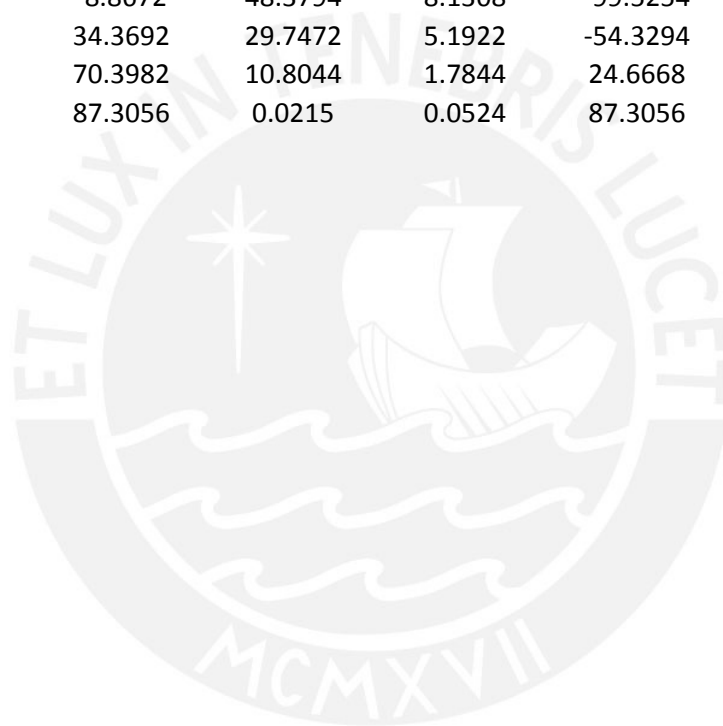 34.3692 29.7472 5.1922 -54.3294
70.3982 10.8044 1.7844 24.6668
87.3056 0.0215 0.0524 87.3056
ET LUX IN TENEBRIS LUCET
MCMXVII